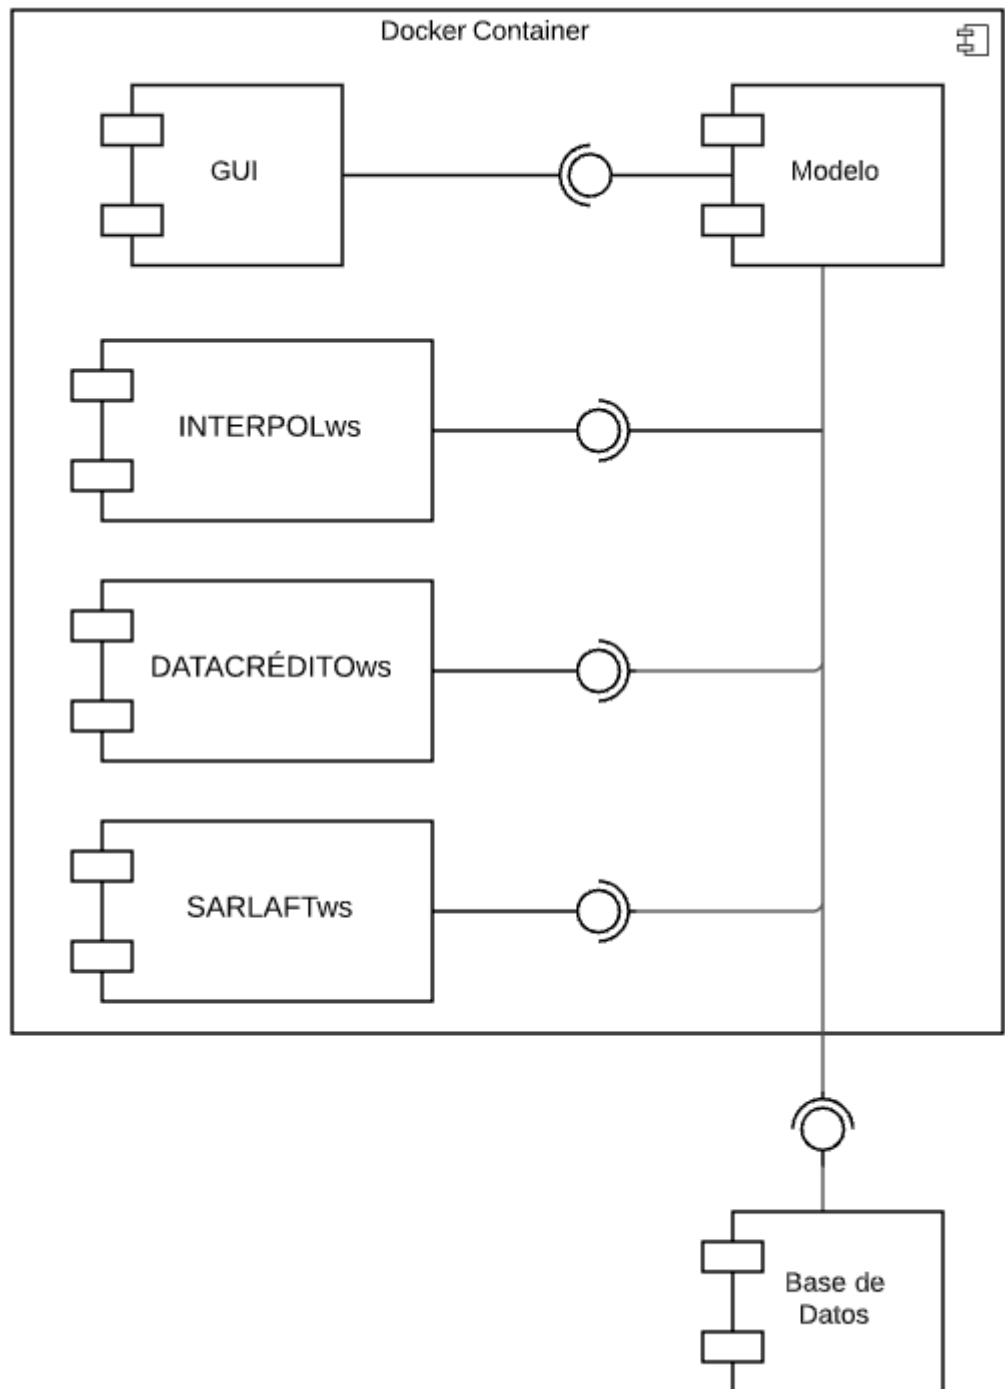 Docker Container
GUI
Modelo
INTERPOLws
DATACRÉDITOws
SARLAFTws
Base de
Datos